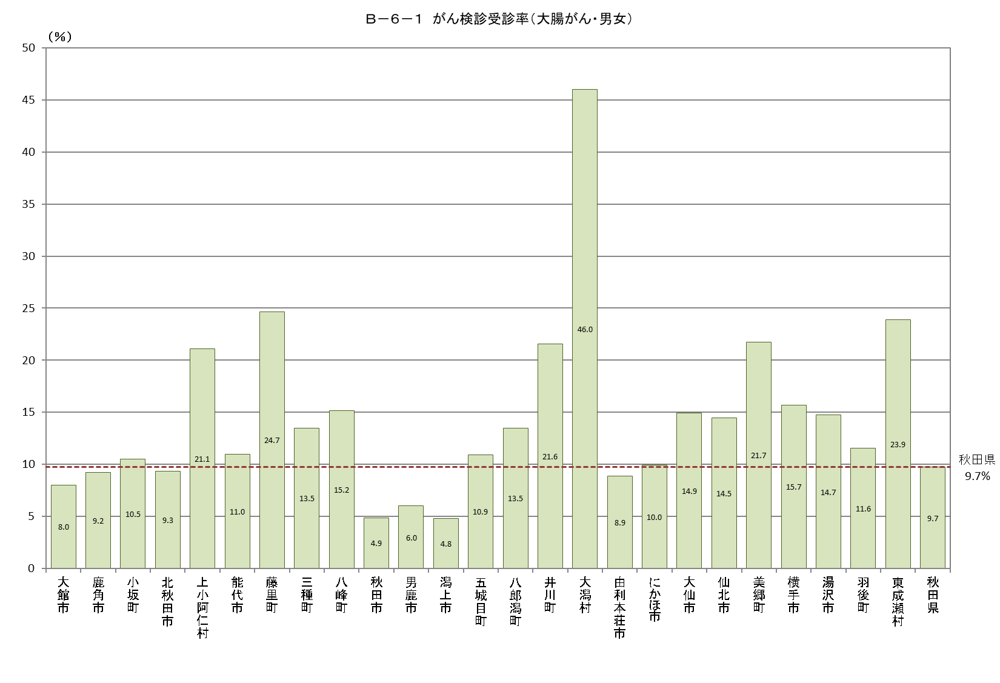 Ｂ－６－１　がん検診受診率（大腸がん・男女）
（%）
50
45
40
35
30
25
20
15
10
5
0
8.0
9.2
10.5
9.3
21.1
11.0
24.7
13.5
15.2
4.9
6.0
4.8
10.9
13.5
21.6
46.0
8.9
10.0
14.9
14.5
21.7
15.7
14.7
11.6
23.9
9.7
秋田県
9.7%
大館市
鹿角市
小坂町
北秋田市
上小阿仁村
能代市
藤里町
三種町
八峰町
秋田市
男鹿市
潟上市
五城目町
八郎潟町
井川町
大潟村
由利本荘市
にかほ市
大仙市
仙北市
美郷町
横手市
湯沢市
羽後町
東成瀬村
秋田県